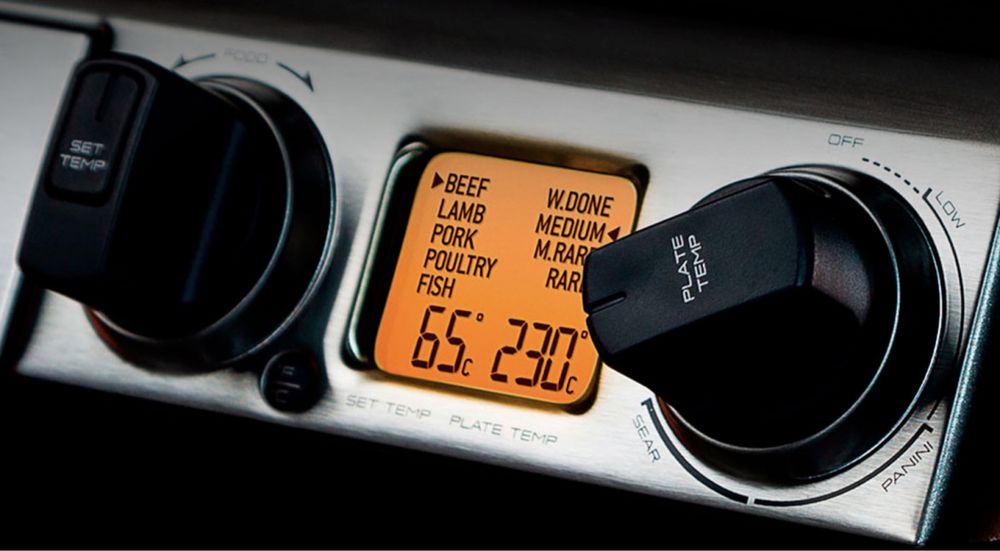 FOOD
SET
TEMP
BEEF
LAMB
PORK
POULTRY
FISH
W.DONE
MEDIUM
M.RARE
65°C 230°C
SET TEMP PLATE TEMP
F
C
PLATE
TEMP
OFF
LOW
PANINI
SEAR